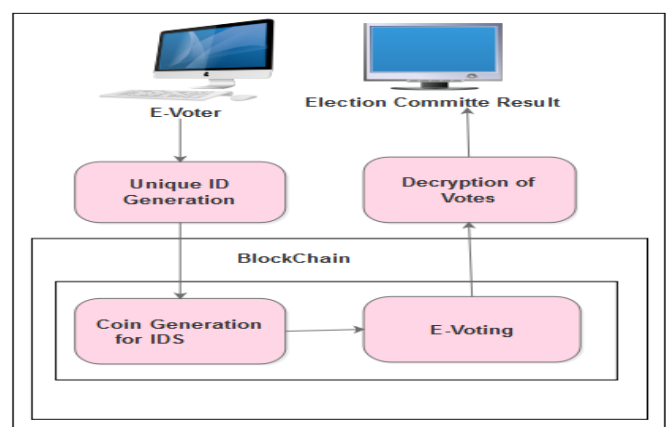 E-Voter
Election Committe Result
Unique ID
Generation
Decryption of
Votes
BlockChain
Coin Generation
for IDS
E-Voting